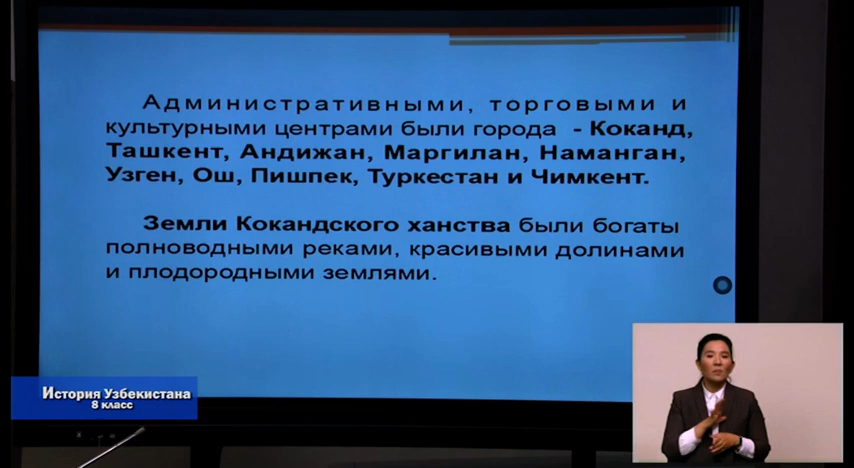 Административными, торговыми и
культурными центрами были города - Коканд,
Ташкент, Андижан, Маргилан, Наманган,
Узген, Ош, Пишпек, Туркестан и Чимкент.
Земли Кокандского ханства были богаты
полноводными реками, красивыми долинами
и плодородными землями.
История Узбекистана
8 класс